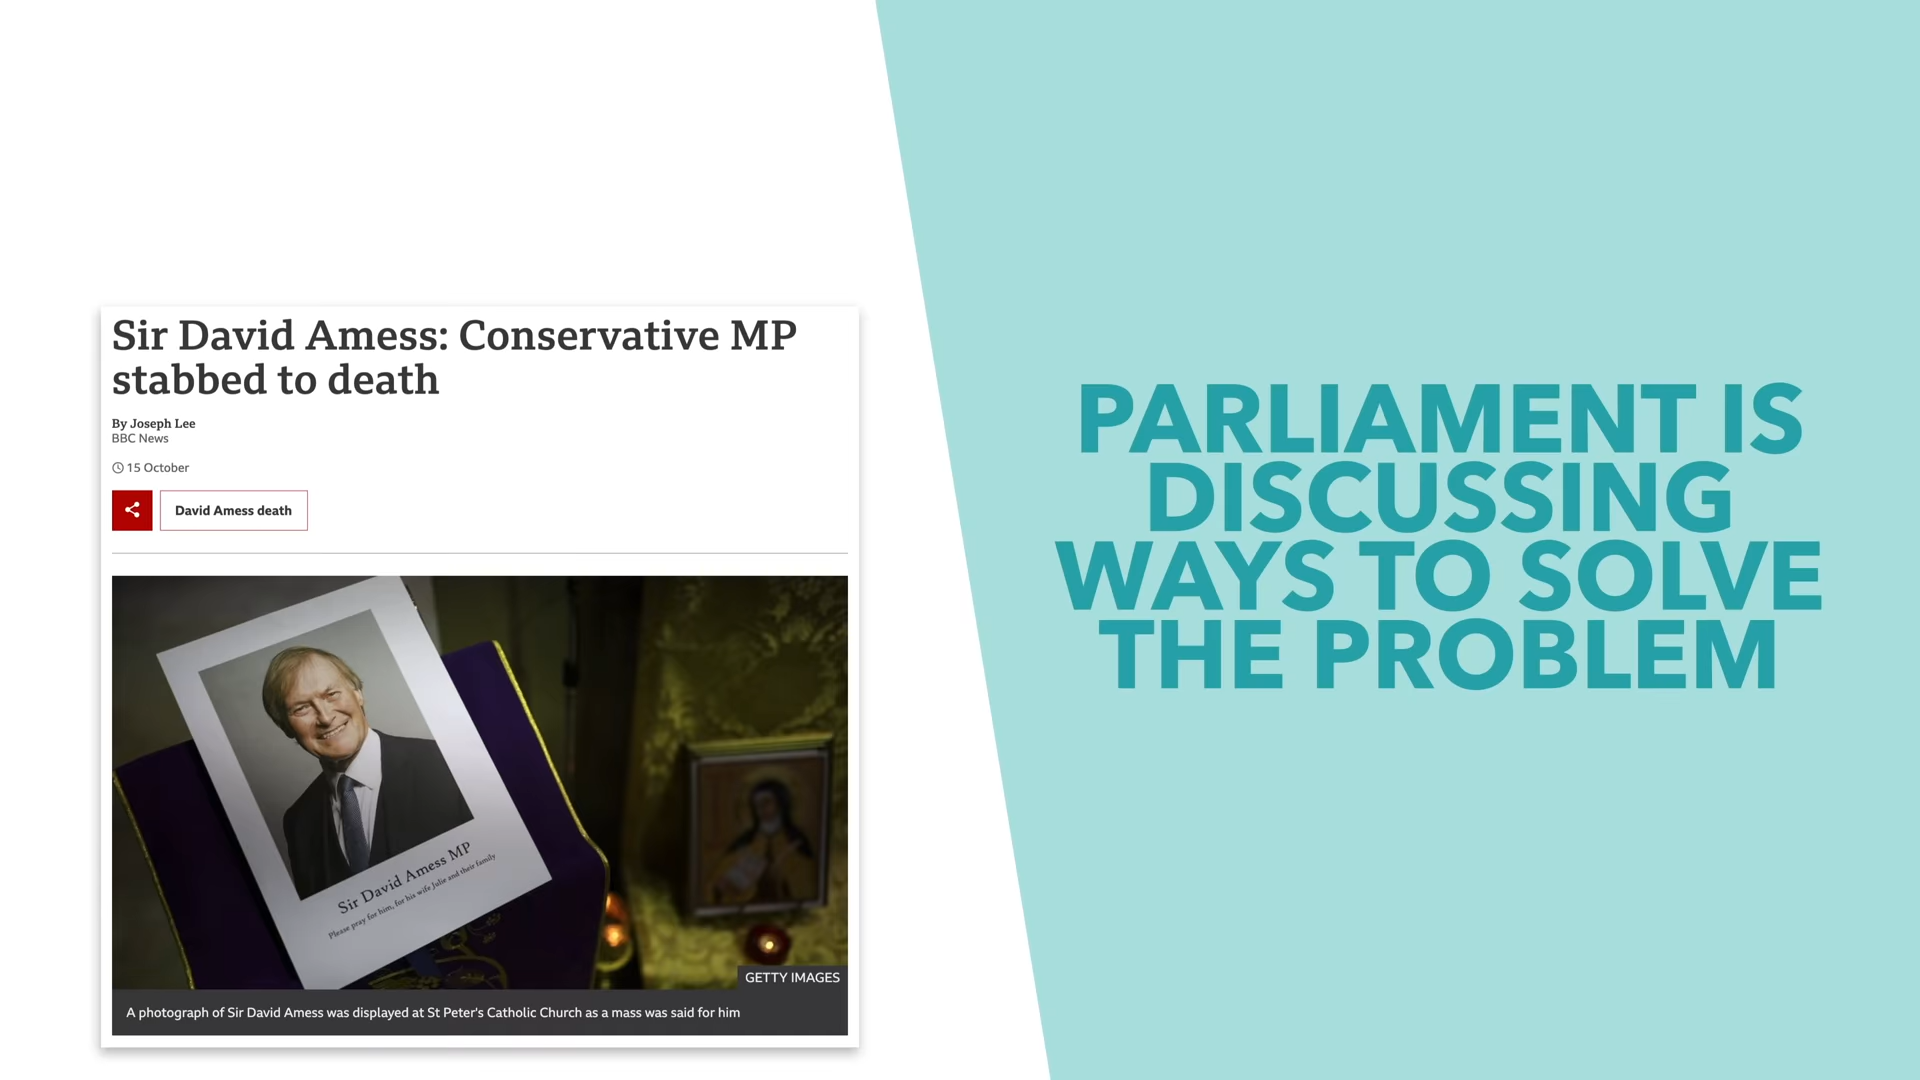 Sir David Amess: Conservative MP
stabbed to death
By Joseph Lee
BBC News
15 October
David Amess death
Sir David Amess MP
Please pray for him, for his wife Julie and their family
GETTY IMAGES
A photograph of Sir David Amess was displayed at St Peter's Catholic Church as a mass was said for him
PARLIAMENT IS
DISCUSSING
WAYS TO SOLVE
THE PROBLEM